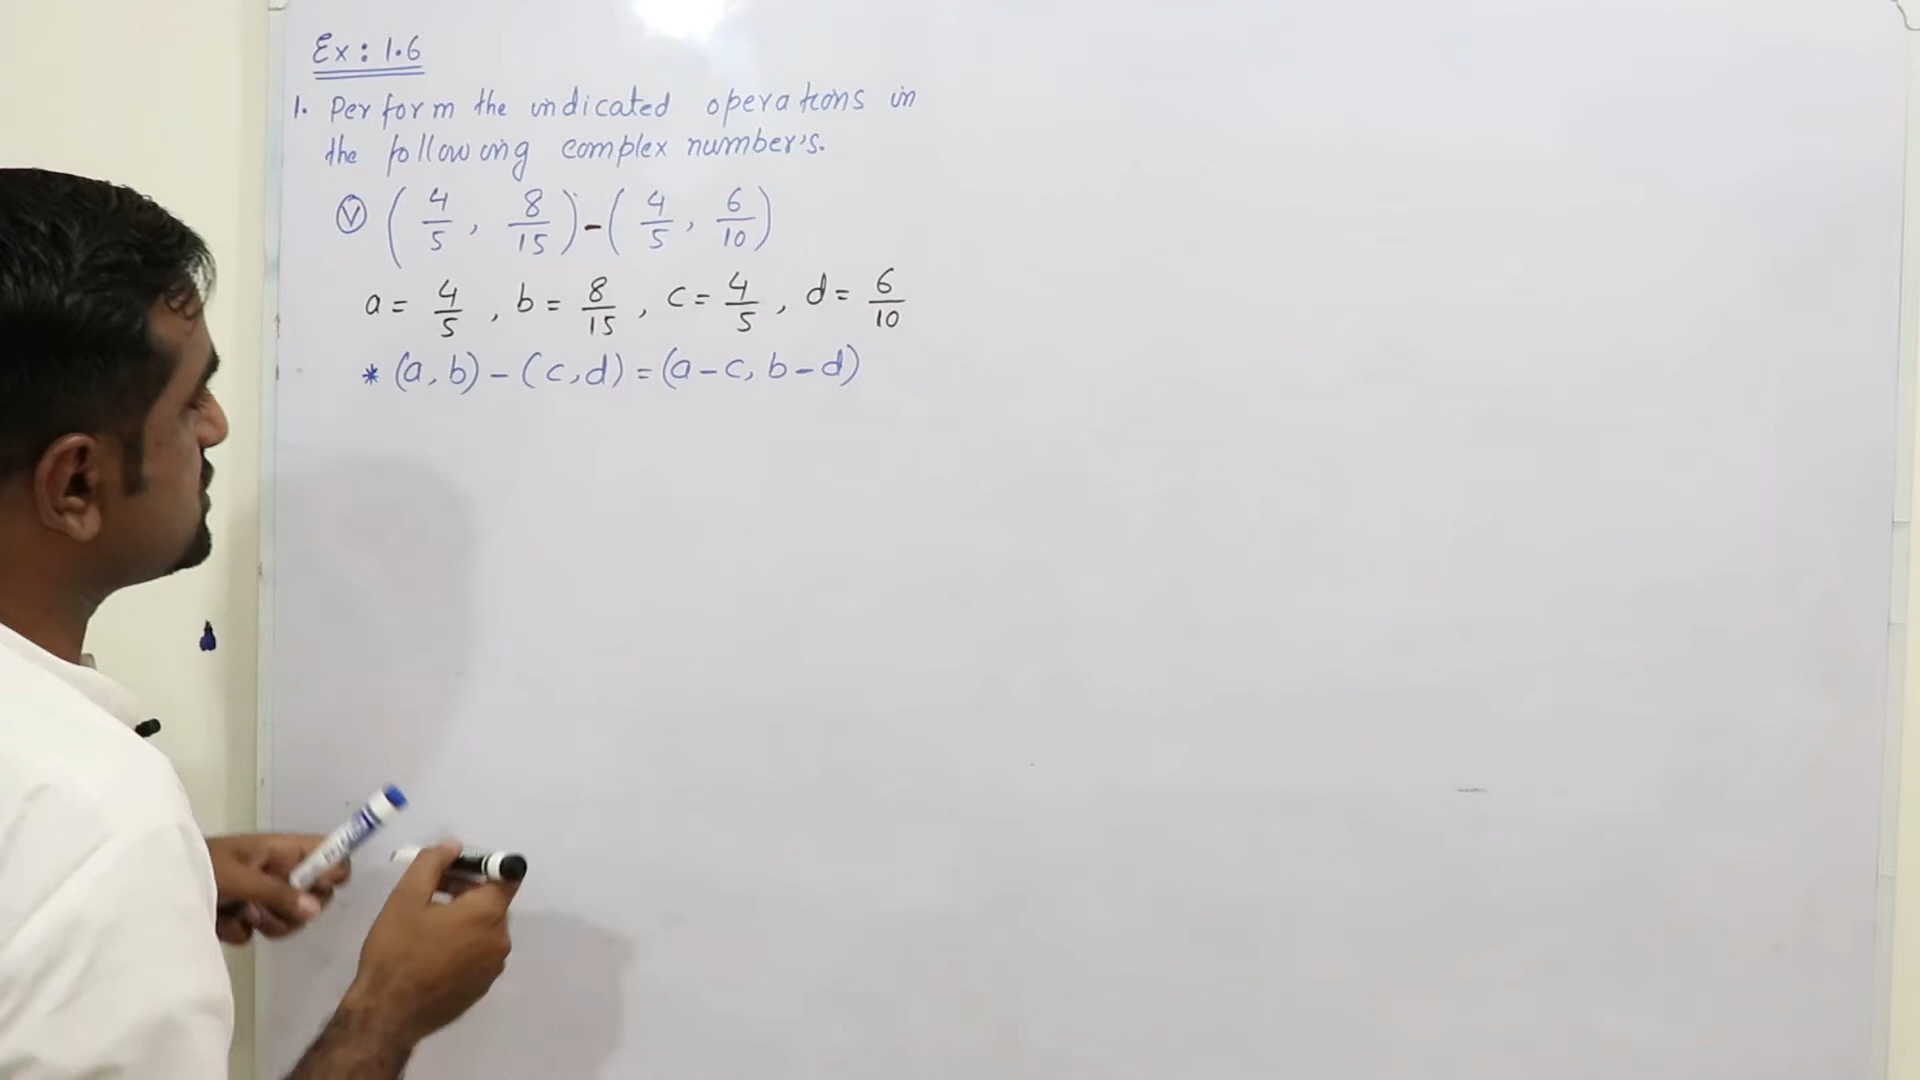 Ex: 1.6
1. Perform the indicated operations in
the following complex number's.
(V) (4/5, 8/15) - (4/5, 6/10)
a = 4/5, b = 8/15, c = 4/5, d = 6/10
* (a, b) - (c, d) = (a - c, b - d)